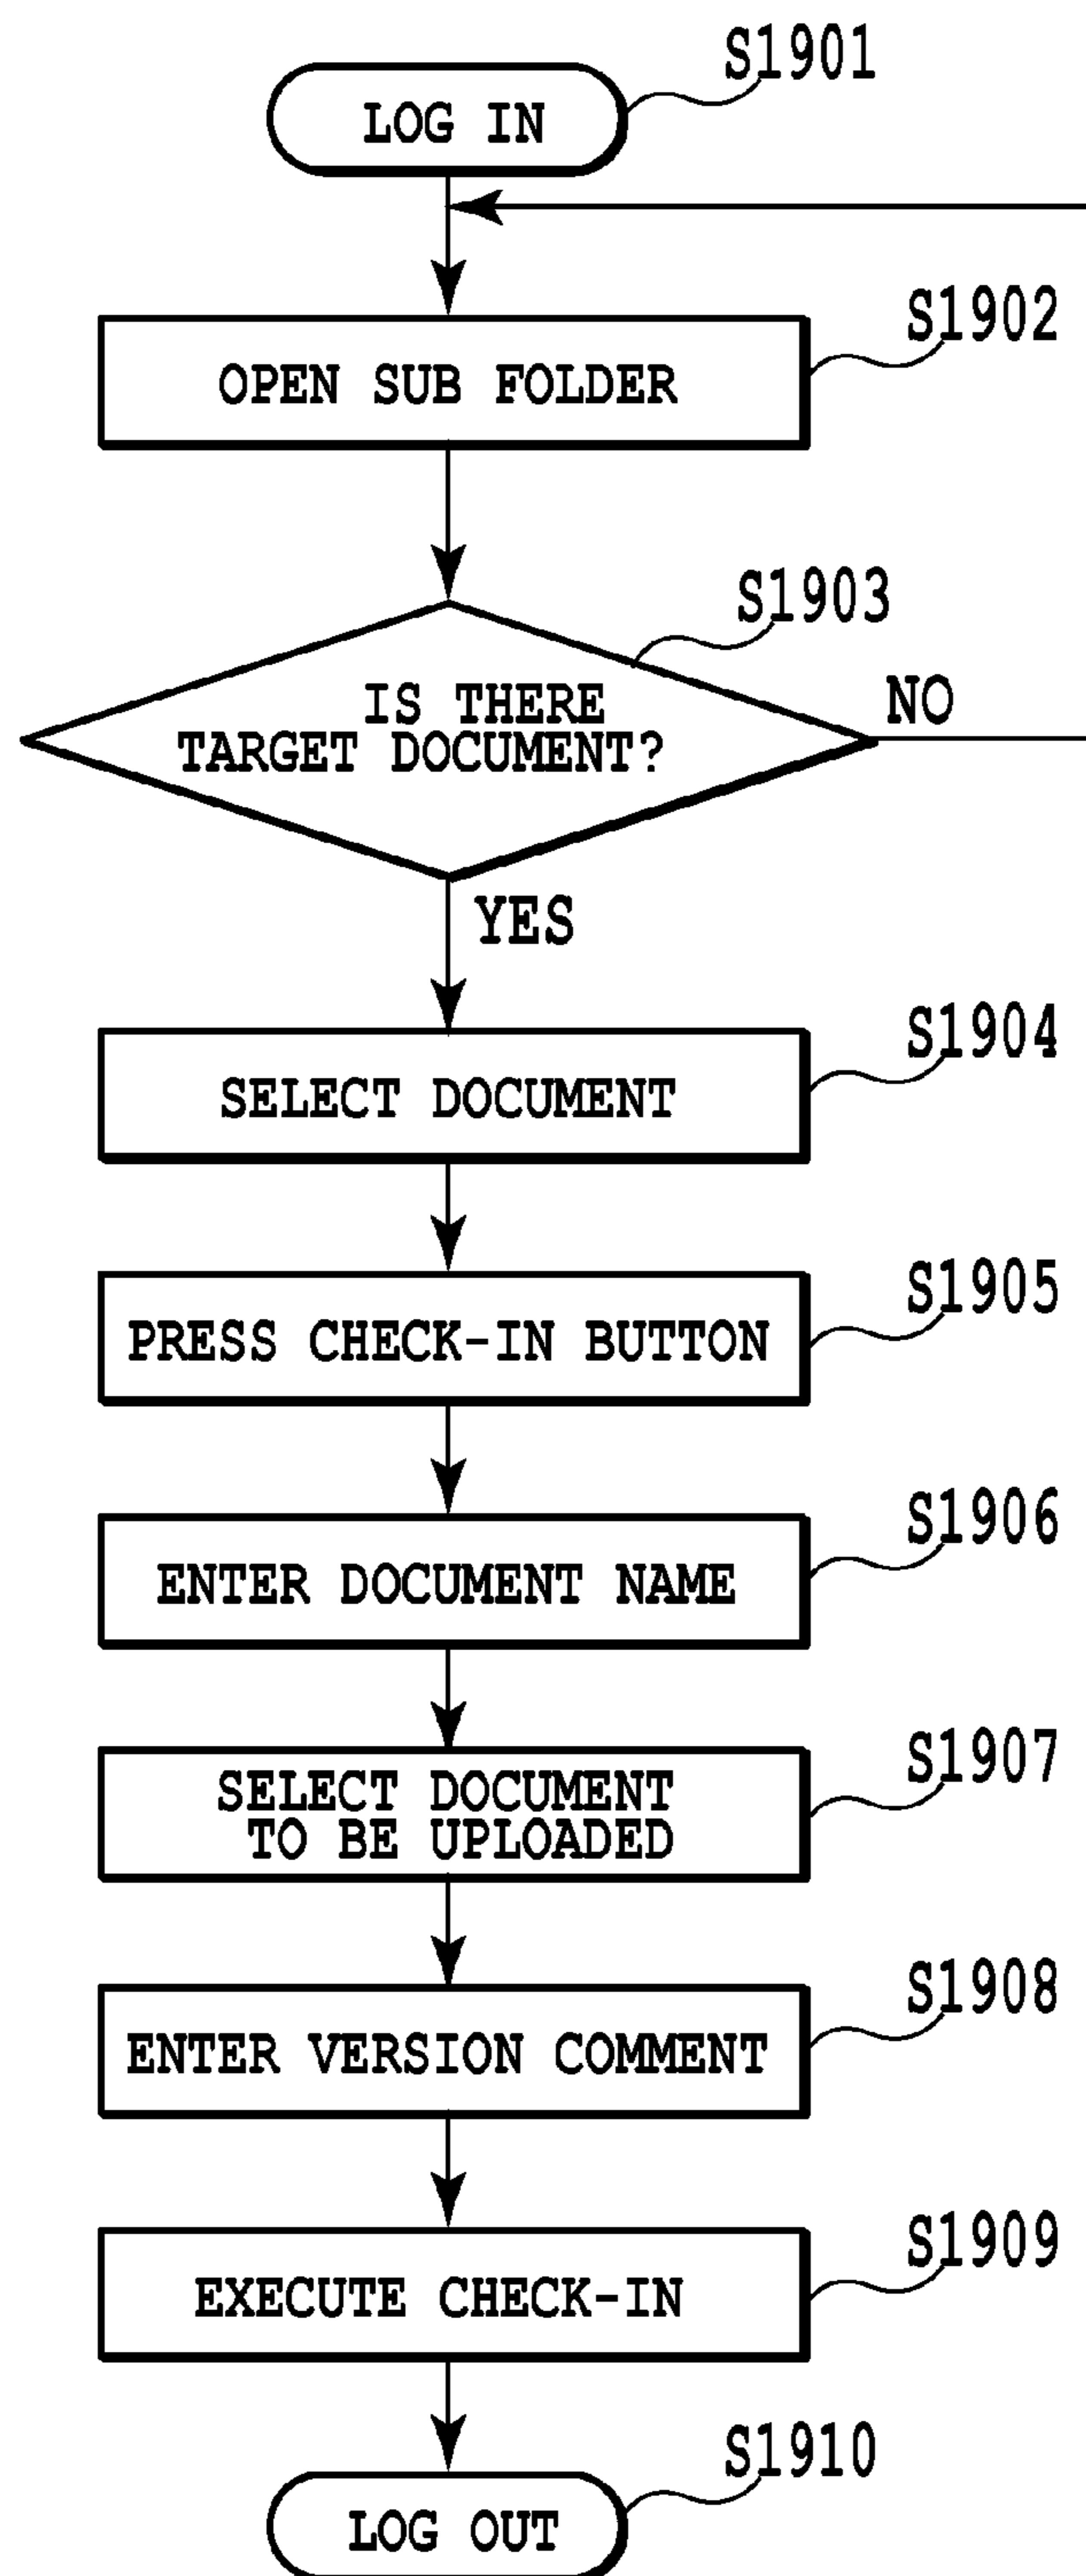 S1901
LOG IN
S1902
OPEN SUB FOLDER
S1903
IS THERE
TARGET DOCUMENT?
NO
YES
S1904
SELECT DOCUMENT
S1905
PRESS CHECK-IN BUTTON
S1906
ENTER DOCUMENT NAME
S1907
SELECT DOCUMENT
TO BE UPLOADED
S1908
ENTER VERSION COMMENT
S1909
EXECUTE CHECK-IN
S1910
LOG OUT